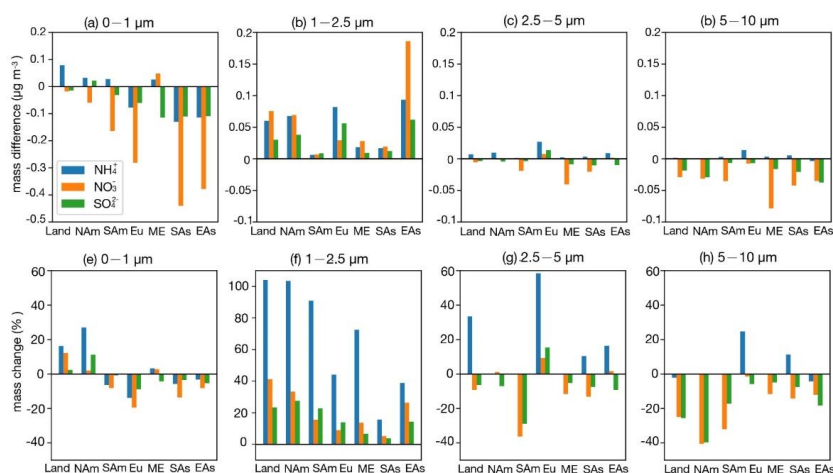 (a) 0−1 µm
(b) 1−2.5 µm
(c) 2.5−5 µm
(b) 5−10 µm
mass difference (µg m⁻³)
0.2
0.1
0
-0.1
-0.2
-0.3
-0.4
-0.5
NH₄⁺
NO₃⁻
SO₄²⁻
Land NAm SAm Eu ME SAs EAs
0.2
0.15
0.1
0.05
0
-0.05
-0.1
Land NAm SAm Eu ME SAs EAs
0.2
0.15
0.1
0.05
0
-0.05
-0.1
Land NAm SAm Eu ME SAs EAs
0.2
0.15
0.1
0.05
0
-0.05
-0.1
Land NAm SAm Eu ME SAs EAs
(e) 0−1 µm
(f) 1−2.5 µm
(g) 2.5−5 µm
(h) 5−10 µm
mass change (%)
60
40
20
0
-20
-40
Land NAm SAm Eu ME SAs EAs
100
80
60
40
20
0
Land NAm SAm Eu ME SAs EAs
60
40
20
0
-20
-40
Land NAm SAm Eu ME SAs EAs
60
40
20
0
-20
-40
Land NAm SAm Eu ME SAs EAs